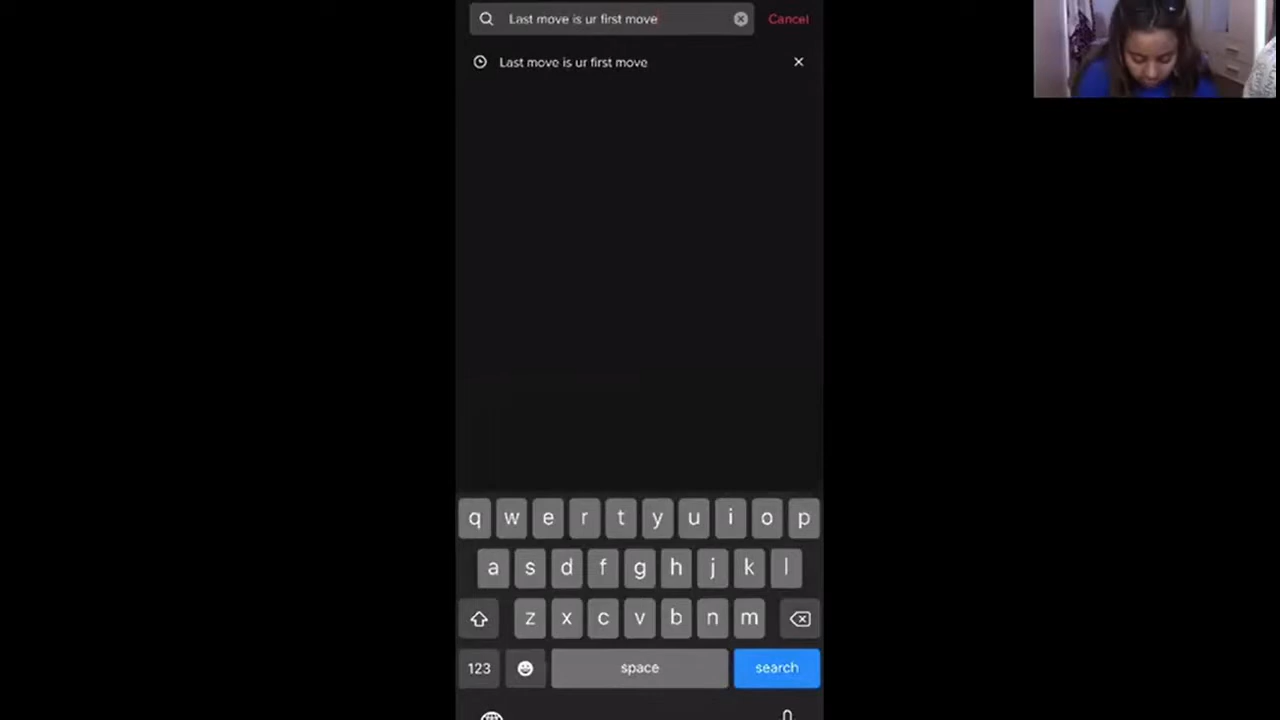 Last move is ur first move Cancel
Last move is ur first move
q w e r t y u i o p
a s d f g h j k l
z x c v b n m
123 space search